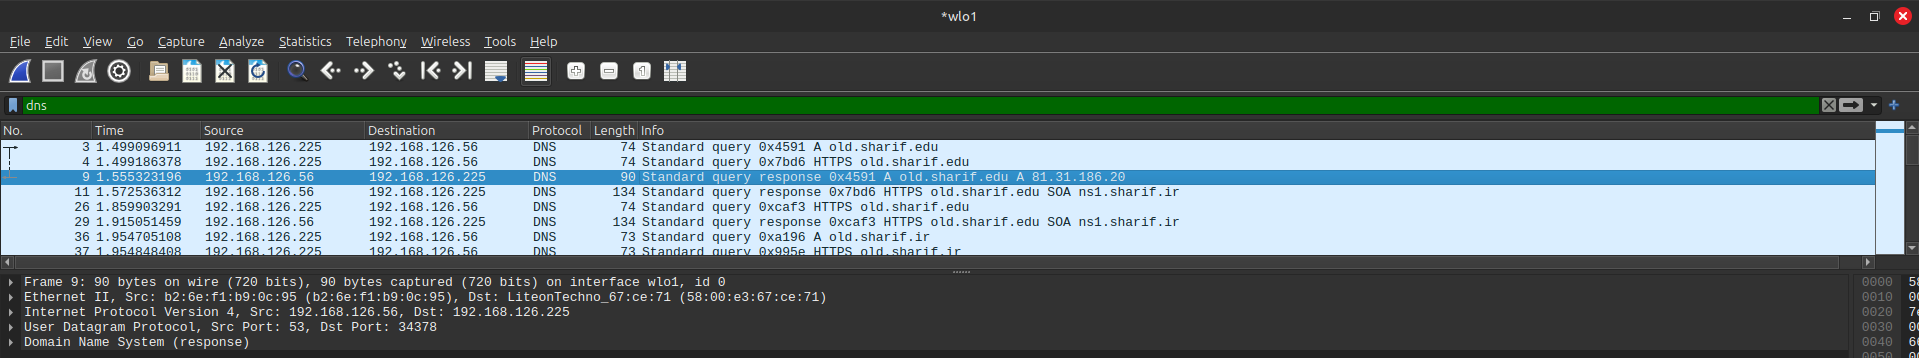 *wlo1
File Edit View Go Capture Analyze Statistics Telephony Wireless Tools Help
dns
No. Time Source Destination Protocol Length Info
3 1.499096911 192.168.126.225 192.168.126.56 DNS 74 Standard query 0x4591 A old.sharif.edu
4 1.499186378 192.168.126.225 192.168.126.56 DNS 74 Standard query 0x7bd6 HTTPS old.sharif.edu
9 1.555323196 192.168.126.56 192.168.126.225 DNS 90 Standard query response 0x4591 A old.sharif.edu A 81.31.186.20
11 1.572536312 192.168.126.56 192.168.126.225 DNS 134 Standard query response 0x7bd6 HTTPS old.sharif.edu SOA ns1.sharif.ir
26 1.859903291 192.168.126.225 192.168.126.56 DNS 74 Standard query 0xcaf3 HTTPS old.sharif.edu
29 1.915051459 192.168.126.56 192.168.126.225 DNS 134 Standard query response 0xcaf3 HTTPS old.sharif.edu SOA ns1.sharif.ir
36 1.954705108 192.168.126.225 192.168.126.56 DNS 73 Standard query 0xa196 A old.sharif.ir
37 1.954848408 192.168.126.225 192.168.126.56 DNS 73 Standard query 0x995e HTTPS old.sharif.ir
Frame 9: 90 bytes on wire (720 bits), 90 bytes captured (720 bits) on interface wlo1, id 0
Ethernet II, Src: b2:6e:f1:b9:0c:95 (b2:6e:f1:b9:0c:95), Dst: LiteonTechno_67:ce:71 (58:00:e3:67:ce:71)
Internet Protocol Version 4, Src: 192.168.126.56, Dst: 192.168.126.225
User Datagram Protocol, Src Port: 53, Dst Port: 34378
Domain Name System (response)
0000 58
0010 00
0020 7e
0030 00
0040 66
0050 00